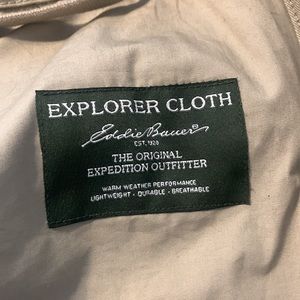 EXPLORER CLOTH
Eddie Bauer®
EST. 1920
THE ORIGINAL
EXPEDITION OUTFITTER
WARM WEATHER PERFORMANCE
LIGHTWEIGHT · DURABLE · BREATHABLE